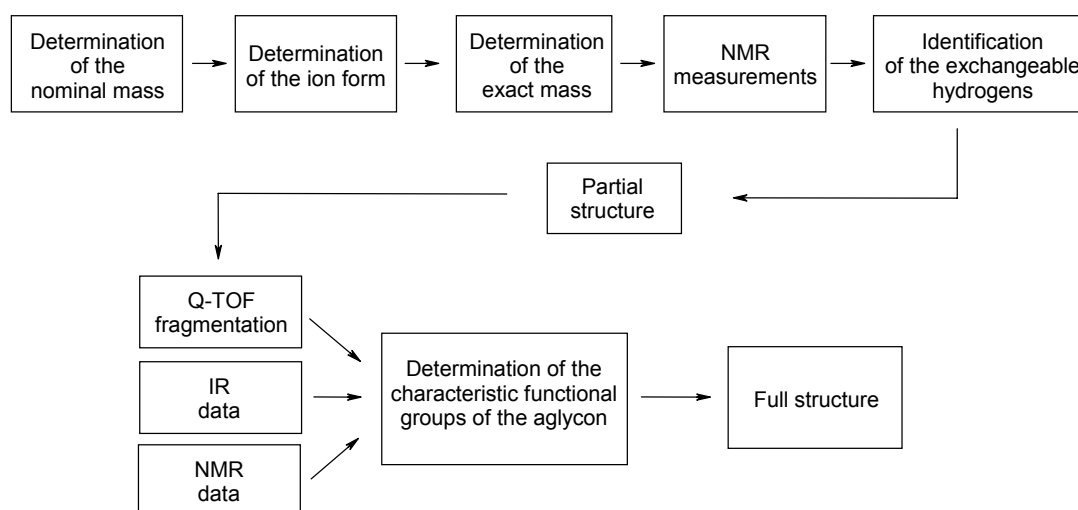 Determination
of the
nominal mass
Determination
of the ion form
Determination
of the
exact mass
NMR
measurements
Identification
of the exchangeable
hydrogens
Partial
structure
Q-TOF
fragmentation
IR
data
NMR
data
Determination of the
characteristic functional
groups of the aglycon
Full structure